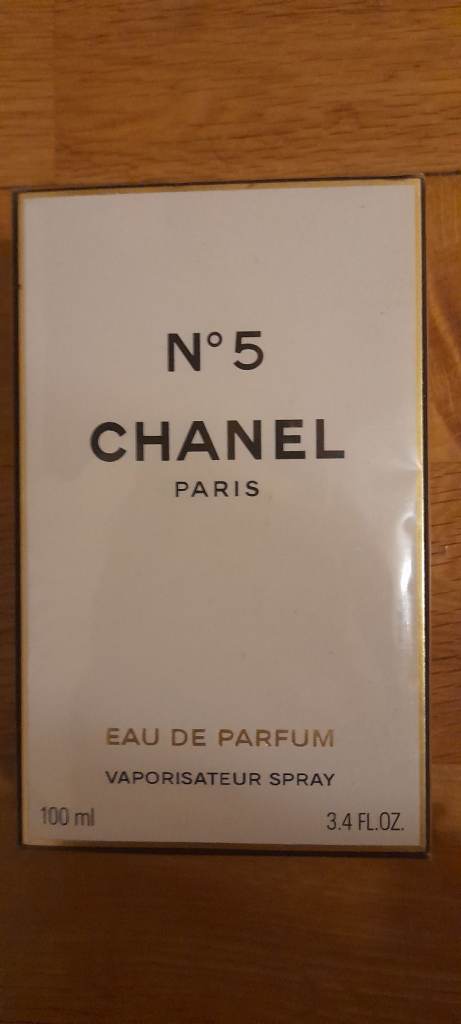 N° 5
CHANEL
PARIS
EAU DE PARFUM
VAPORISATEUR SPRAY
100 ml
3.4 FL.OZ.